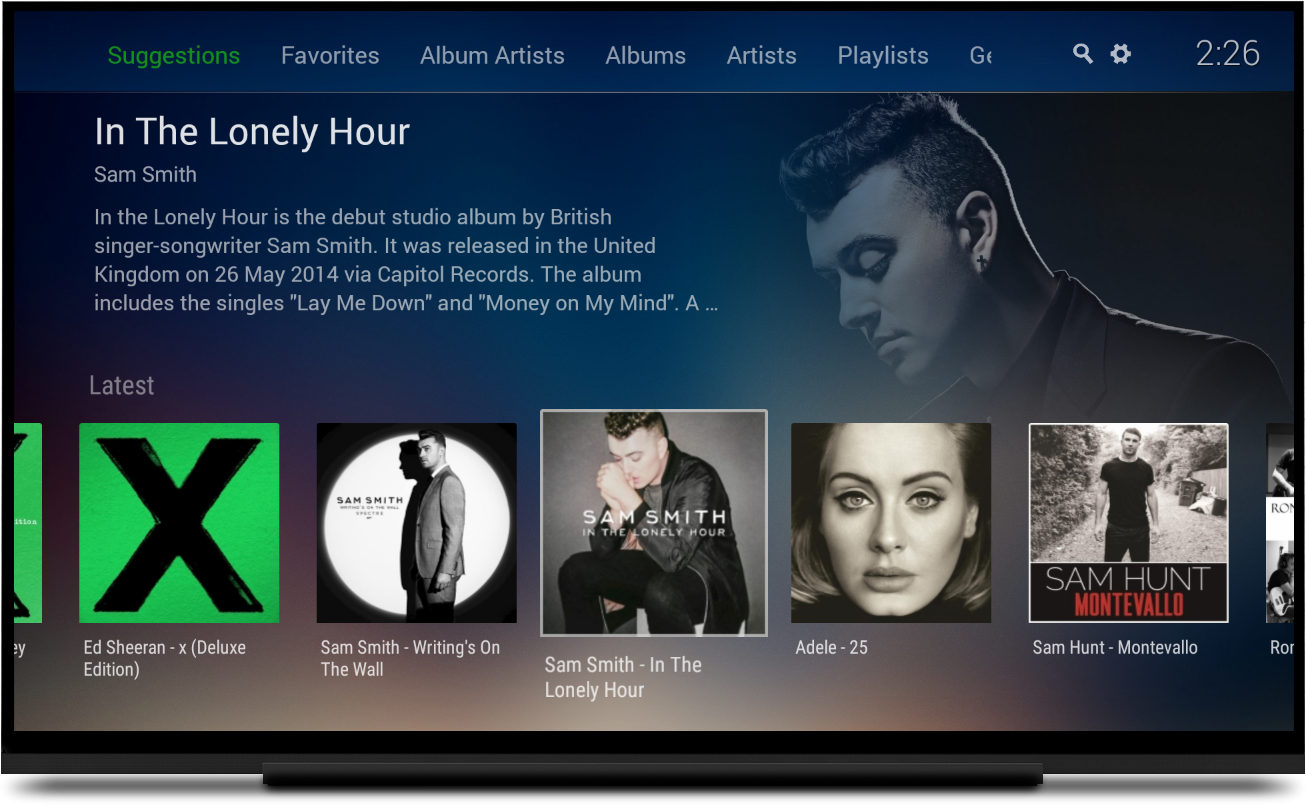 Suggestions Favorites Album Artists Albums Artists Playlists Ge 2:26
In The Lonely Hour
Sam Smith
In the Lonely Hour is the debut studio album by British
singer-songwriter Sam Smith. It was released in the United
Kingdom on 26 May 2014 via Capitol Records. The album
includes the singles "Lay Me Down" and "Money on My Mind". A ...
Latest
ition
X
SAM SMITH
WRITING'S ON THE WALL
SPECTRE
SAM SMITH
IN THE LONELY HOUR
SAM HUNT
MONTEVALLO
RON
ey
Ed Sheeran - x (Deluxe
Edition)
Sam Smith - Writing's On
The Wall
Sam Smith - In The
Lonely Hour
Adele - 25
Sam Hunt - Montevallo
Ror